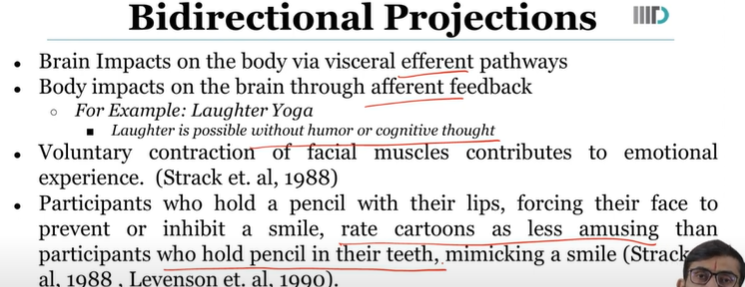 Bidirectional Projections
IIITD
• Brain Impacts on the body via visceral efferent pathways
• Body impacts on the brain through afferent feedback
○ For Example: Laughter Yoga
■ Laughter is possible without humor or cognitive thought
• Voluntary contraction of facial muscles contributes to emotional
experience. (Strack et. al, 1988)
• Participants who hold a pencil with their lips, forcing their face to
prevent or inhibit a smile, rate cartoons as less amusing than
participants who hold pencil in their teeth, mimicking a smile (Strack
al, 1988 , Levenson et. al, 1990).